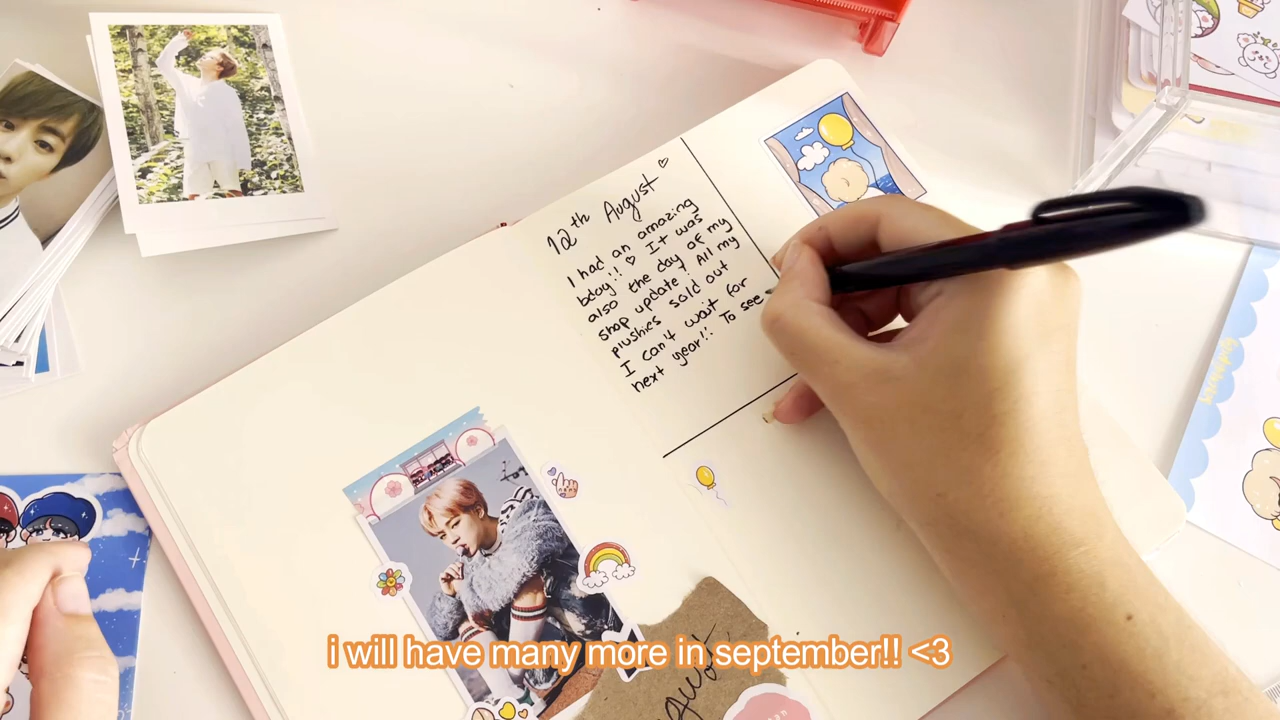 12th August ♡
I had an amazing
bday!! ♡ It was
also the day of my
shop update! All my
plushies sold out
I can't wait for
next year!! To see
i will have many more in september!! <3